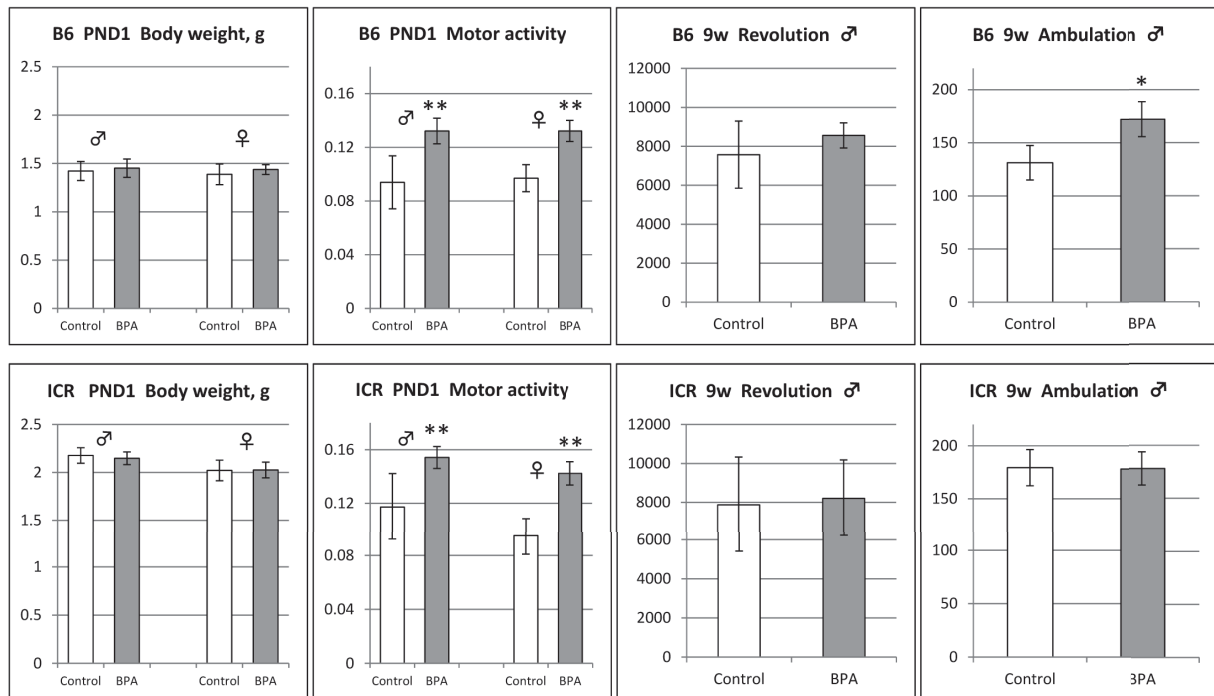 B6 PND1 Body weight, g
2.5
2
♂ ♀
1.5
1
0.5
0
Control BPA Control BPA
B6 PND1 Motor activity
0.16
♂ ** ♀ **
0.12
0.08
0.04
0
Control BPA Control BPA
B6 9w Revolution ♂
12000
10000
8000
6000
4000
2000
0
Control BPA
B6 9w Ambulation ♂
200
*
150
100
50
0
Control BPA
ICR PND1 Body weight, g
2.5
♂ ♀
2
1.5
1
0.5
0
Control BPA Control BPA
ICR PND1 Motor activity
♂ ** **
0.16
♀
0.12
0.08
0.04
0
Control BPA Control BPA
ICR 9w Revolution ♂
12000
10000
8000
6000
4000
2000
0
Control BPA
ICR 9w Ambulation ♂
200
150
100
50
0
Control BPA